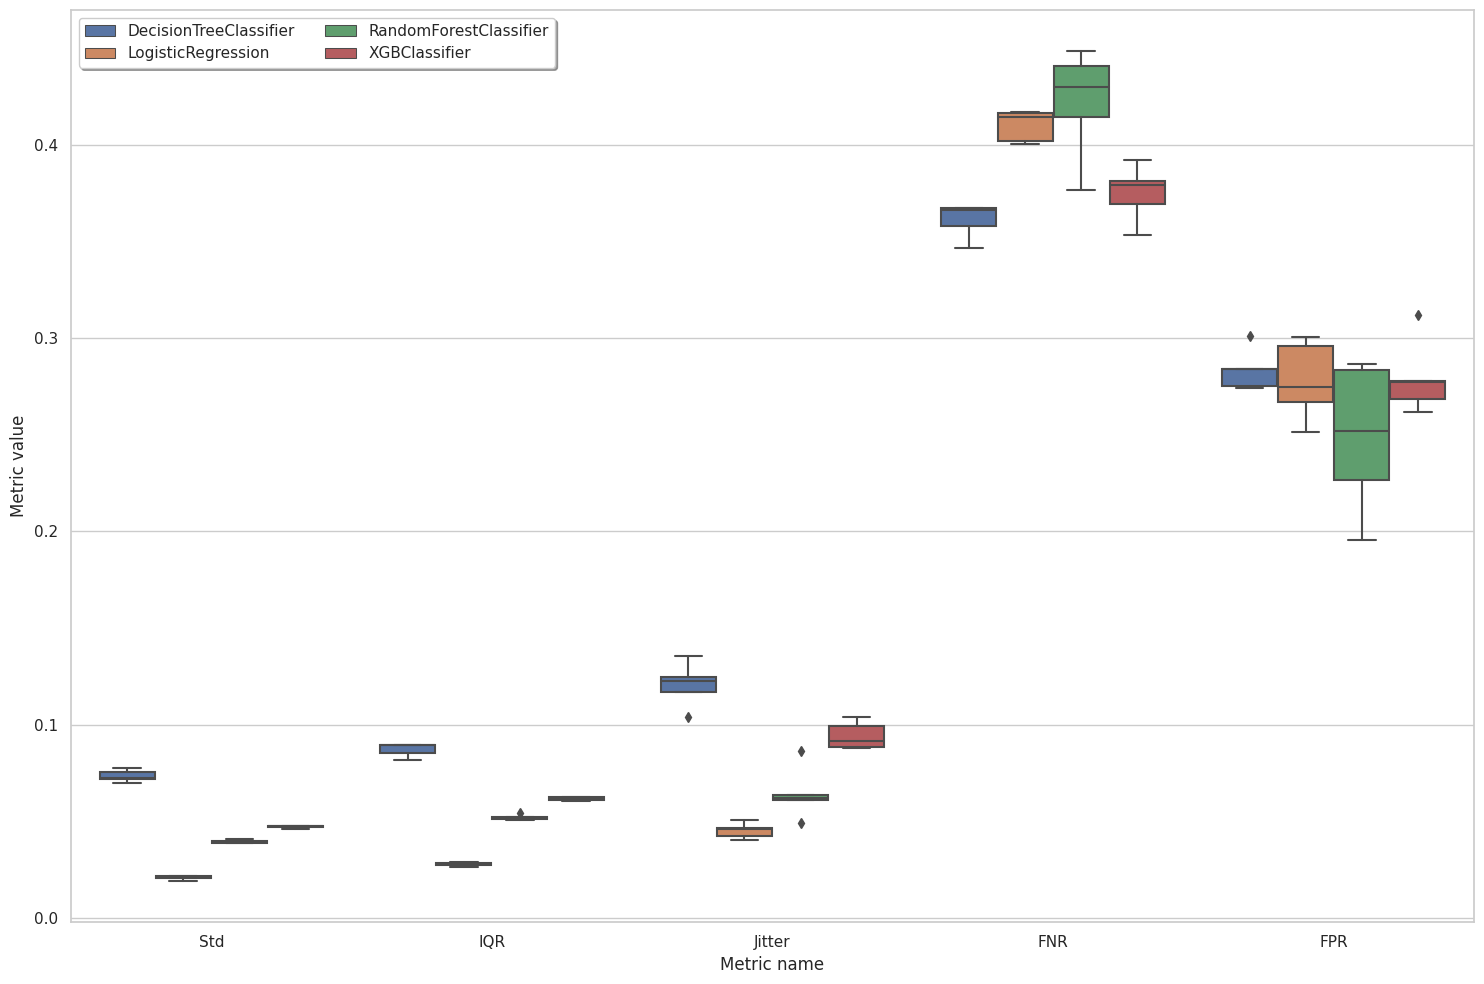 DecisionTreeClassifier
LogisticRegression
RandomForestClassifier
XGBClassifier
Metric value
0.4
0.3
0.2
0.1
0.0
Std IQR Jitter FNR FPR
Metric name